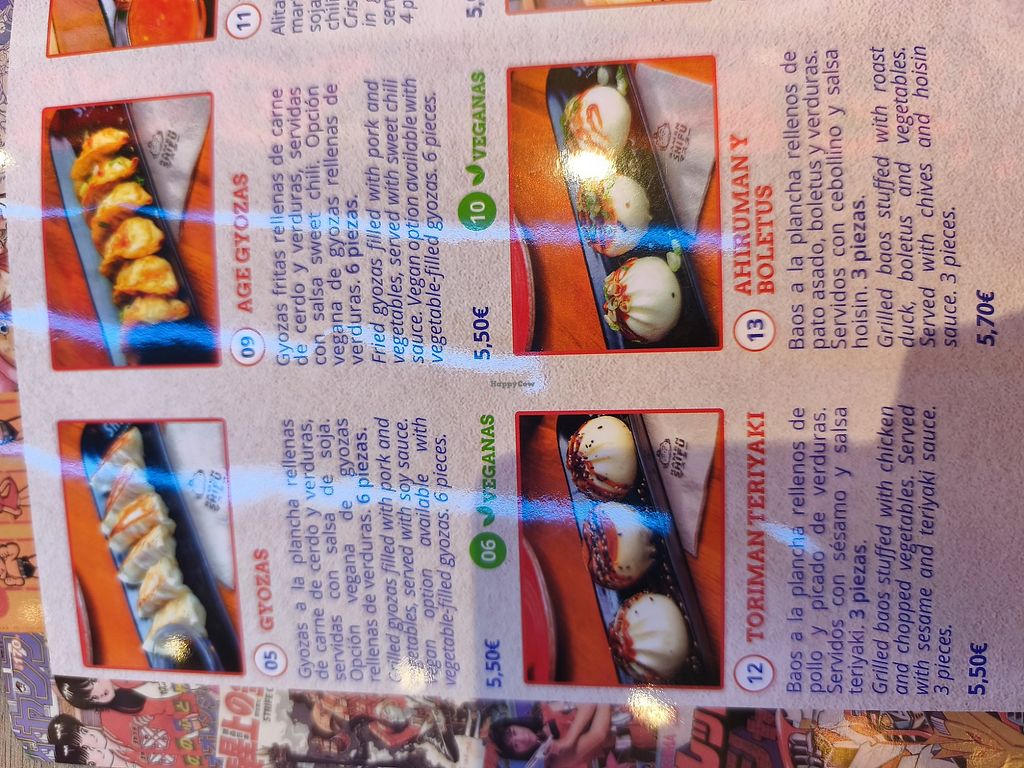 05 GYOZAS
Gyozas a la plancha rellenas
de carne de cerdo y verduras,
servidas con salsa de soja.
Opción vegana de gyozas
rellenas de verduras. 6 piezas.
Grilled gyozas filled with pork and
vegetables, served with soy sauce.
Vegan option available with
vegetable-filled gyozas. 6 pieces.
5,50€ 06 VEGANAS
09 AGE GYOZAS
Gyozas fritas rellenas de carne
de cerdo y verduras, servidas
con salsa sweet chili. Opción
vegana de gyozas rellenas de
verduras. 6 piezas.
Fried gyozas filled with pork and
vegetables, served with sweet chili
sauce. Vegan option available with
vegetable-filled gyozas. 6 pieces.
5,50€ 10 VEGANAS
11
12 TORIMAN TERIYAKI
Baos a la plancha rellenos de
pollo y picado de verduras.
Servidos con sésamo y salsa
teriyaki. 3 piezas.
Grilled baos stuffed with chicken
and chopped vegetables. Served
with sesame and teriyaki sauce.
3 pieces.
5,50€
13 AHIRUMAN Y
BOLETUS
Baos a la plancha rellenos de
pato asado, boletus y verduras.
Servidos con cebollino y salsa
hoisin. 3 piezas.
Grilled baos stuffed with roast
duck, boletus and vegetables.
Served with chives and hoisin
sauce. 3 pieces.
5,70€
HappyCow